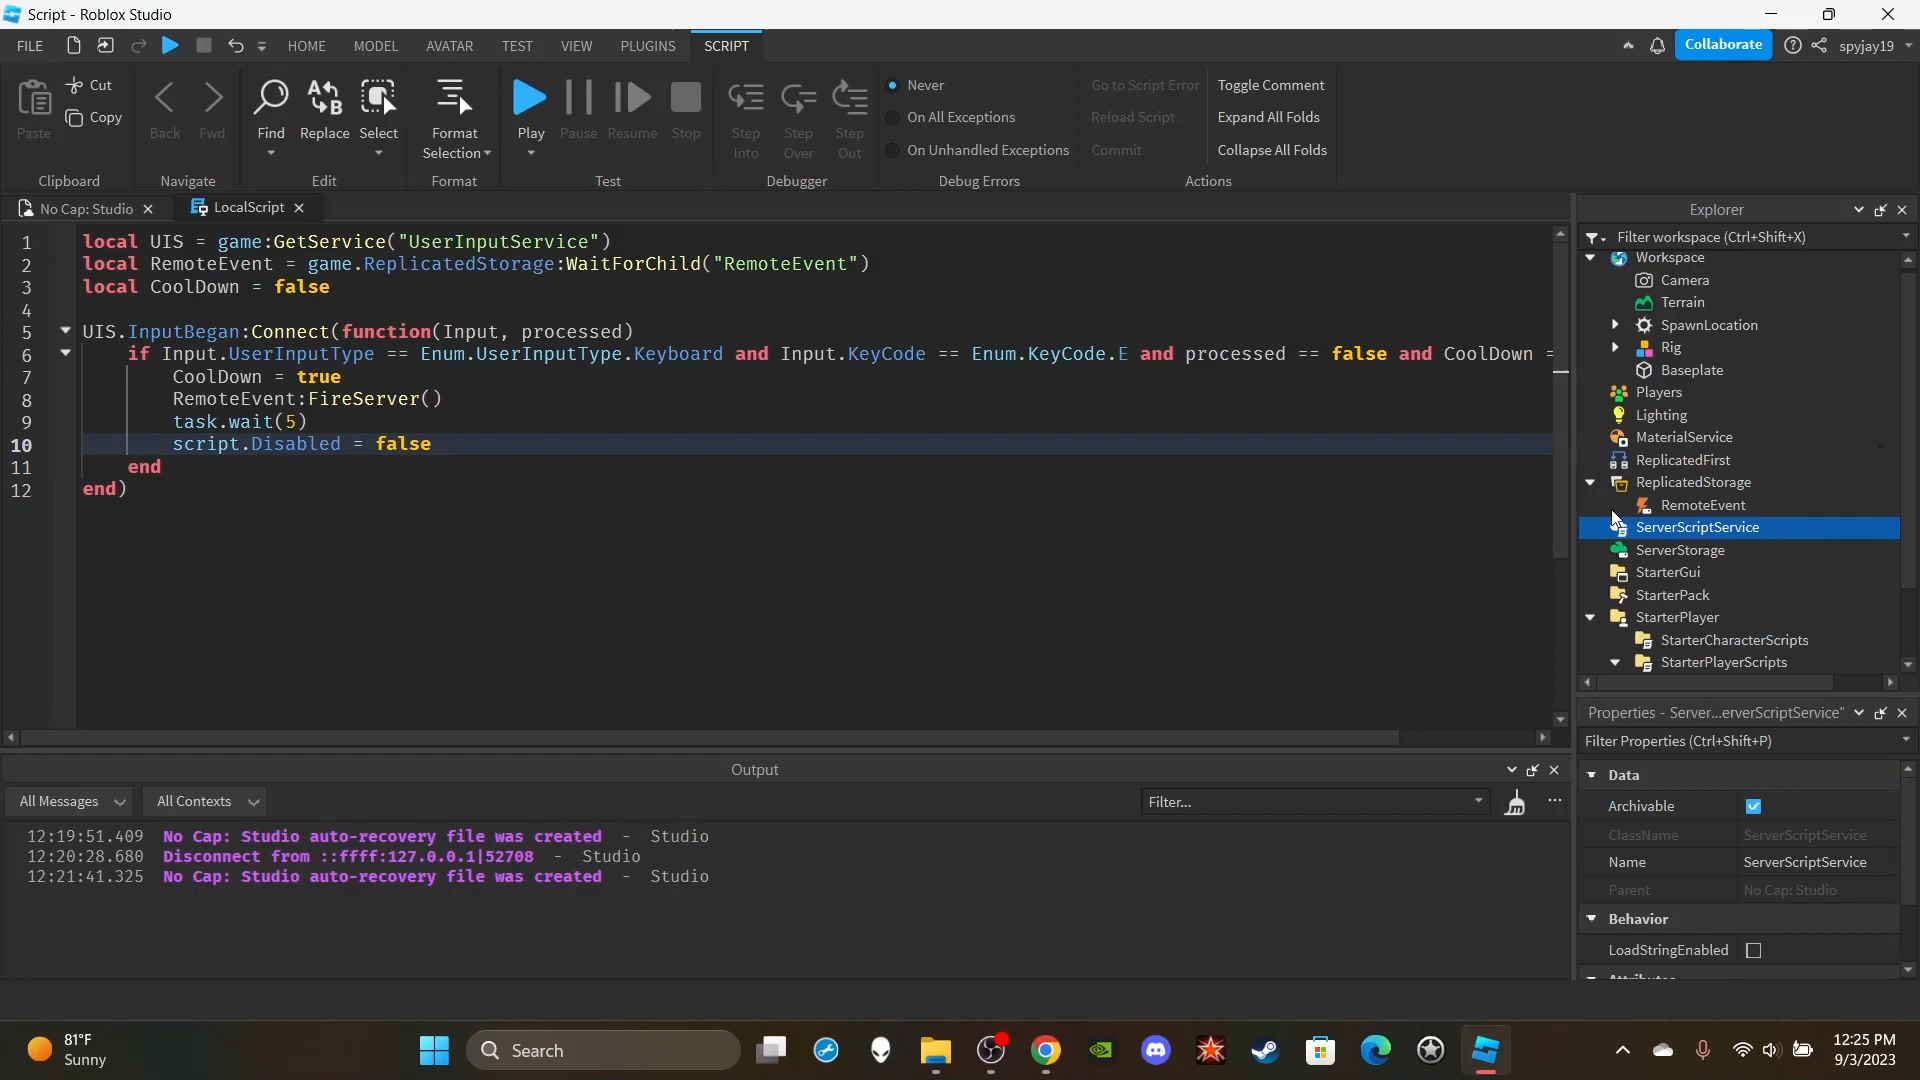 Script - Roblox Studio
FILE HOME MODEL AVATAR TEST VIEW PLUGINS SCRIPT Collaborate spyjay19
Paste Cut Copy
Back Fwd
Find Replace Select
Format Selection
Play Pause Resume Stop
Step Into Step Over Step Out
Never
On All Exceptions
On Unhandled Exceptions
Go to Script Error
Reload Script
Commit
Toggle Comment
Expand All Folds
Collapse All Folds
Clipboard Navigate Edit Format Test Debugger Debug Errors Actions
No Cap: Studio LocalScript
1 local UIS = game:GetService("UserInputService")
2 local RemoteEvent = game.ReplicatedStorage:WaitForChild("RemoteEvent")
3 local CoolDown = false
4
5 UIS.InputBegan:Connect(function(Input, processed)
6 if Input.UserInputType == Enum.UserInputType.Keyboard and Input.KeyCode == Enum.KeyCode.E and processed == false and CoolDown =
7 CoolDown = true
8 RemoteEvent:FireServer()
9 task.wait(5)
10 script.Disabled = false
11 end
12 end)
Explorer
Filter workspace (Ctrl+Shift+X)
Workspace
Camera
Terrain
SpawnLocation
Rig
Baseplate
Players
Lighting
MaterialService
ReplicatedFirst
ReplicatedStorage
RemoteEvent
ServerScriptService
ServerStorage
StarterGui
StarterPack
StarterPlayer
StarterCharacterScripts
StarterPlayerScripts
Properties - Server...erverScriptService"
Filter Properties (Ctrl+Shift+P)
Data
Archivable
ClassName ServerScriptService
Name ServerScriptService
Parent No Cap: Studio
Behavior
LoadStringEnabled
Attributes
Output
All Messages All Contexts Filter...
12:19:51.409 No Cap: Studio auto-recovery file was created - Studio
12:20:28.680 Disconnect from ::ffff:127.0.0.1|52708 - Studio
12:21:41.325 No Cap: Studio auto-recovery file was created - Studio
81°F
Sunny
Search
12:25 PM
9/3/2023